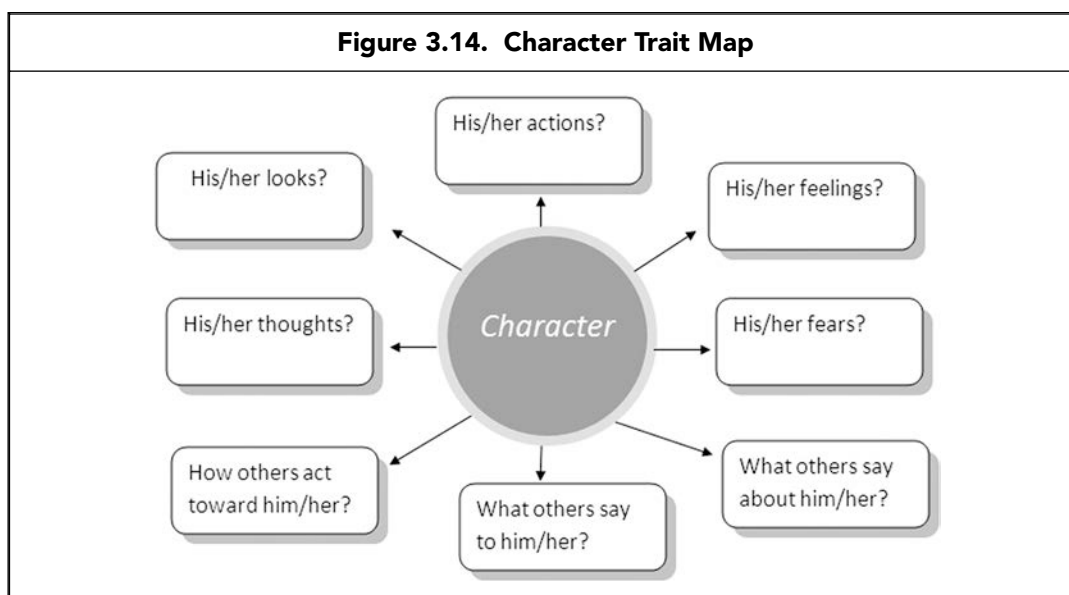 Figure 3.14. Character Trait Map
His/her actions?
His/her looks?
His/her feelings?
His/her thoughts?
Character
His/her fears?
How others act
toward him/her?
What others say
to him/her?
What others say
about him/her?